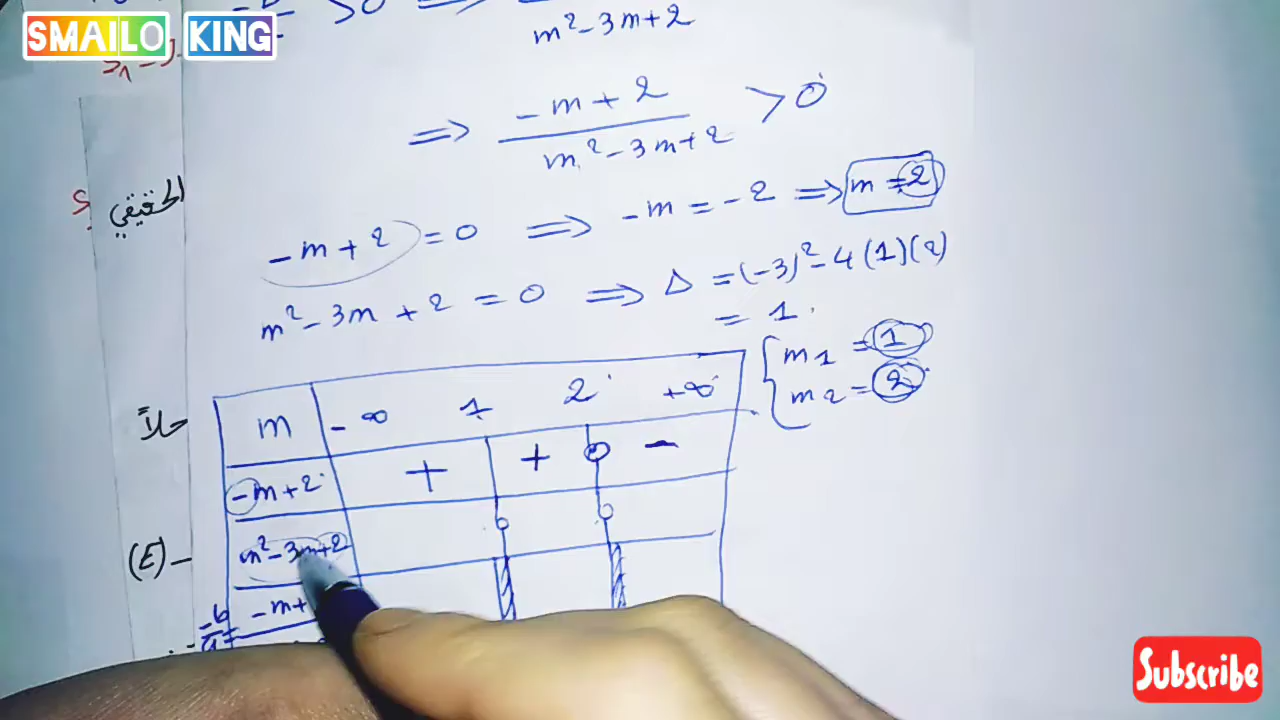 SMAILO KING
> 0
m² - 3m + 2
⇒ (-m + 2)/(m² - 3m + 2) > 0
الحقيقي
-m + 2 = 0 ⇒ -m = -2 ⇒ m = 2
m² - 3m + 2 = 0 ⇒ Δ = (-3)² - 4(1)(2)
= 1
m1 = 1
m2 = 2
حلاً
m -∞ 1 2 +∞
-m + 2 + + 0 -
(E) -
m² - 3m + 2
-m +
-b/a =
Subscribe